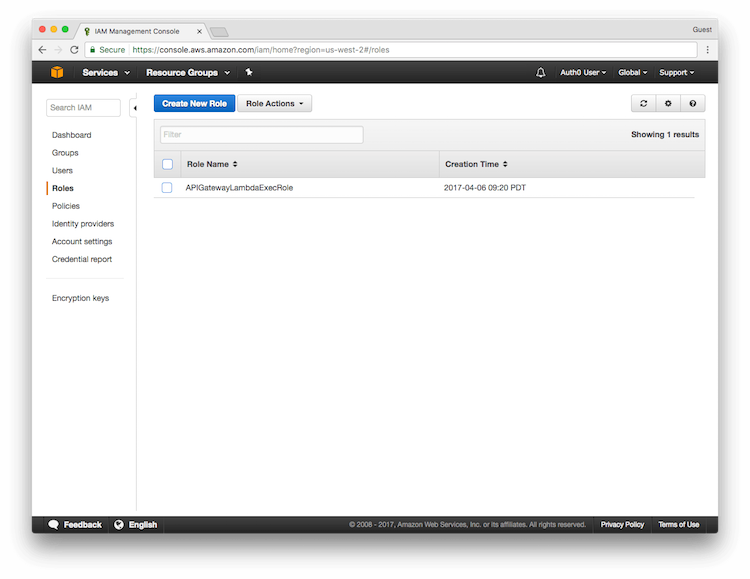 IAM Management Console
Guest
Secure https://console.aws.amazon.com/iam/home?region=us-west-2#/roles
Services Resource Groups Auth0 User Global Support
Search IAM
Dashboard
Groups
Users
Roles
Policies
Identity providers
Account settings
Credential report
Encryption keys
Create New Role Role Actions
Filter
Showing 1 results
Role Name Creation Time
APIGatewayLambdaExecRole 2017-04-06 09:20 PDT
Feedback English © 2008 - 2017, Amazon Web Services, Inc. or its affiliates. All rights reserved. Privacy Policy Terms of Use